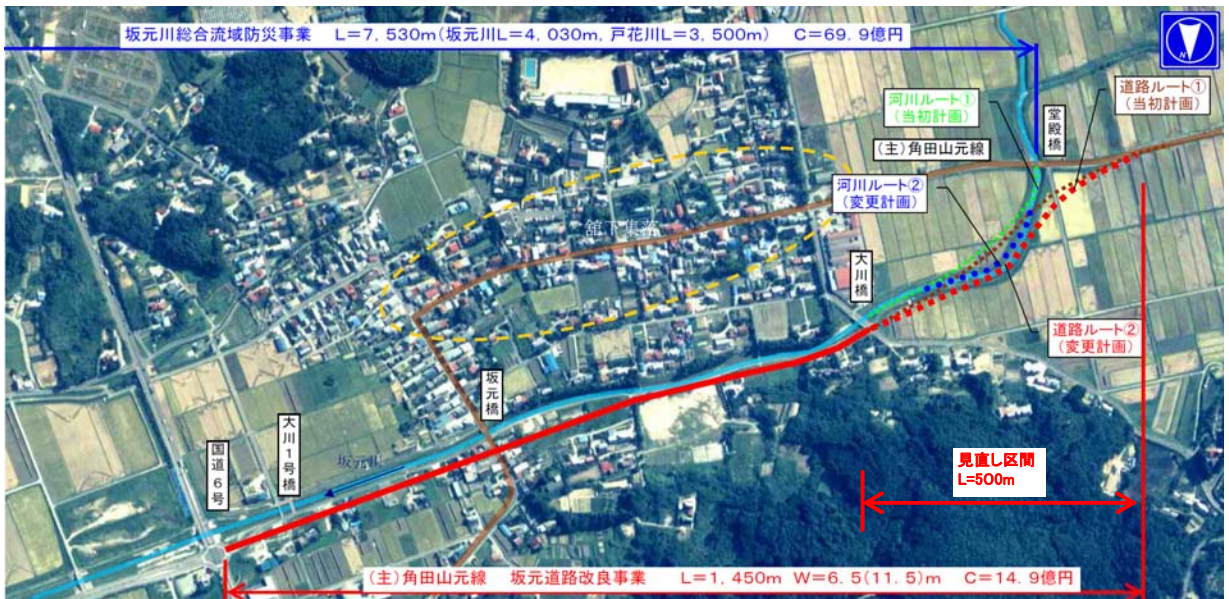 坂元川総合流域防災事業　L=7,530m(坂元川L=4,030m,戸花川L=3,500m)　C=69.9億円
N
道路ルート①
(当初計画)
河川ルート①
(当初計画)
堂殿橋
(主)角田山元線
河川ルート②
(変更計画)
舘下集落
大川橋
道路ルート②
(変更計画)
坂元橋
大川1号橋
国道6号
坂元川
見直し区間
L=500m
(主)角田山元線　坂元道路改良事業　L=1,450m　W=6.5(11.5)m　C=14.9億円